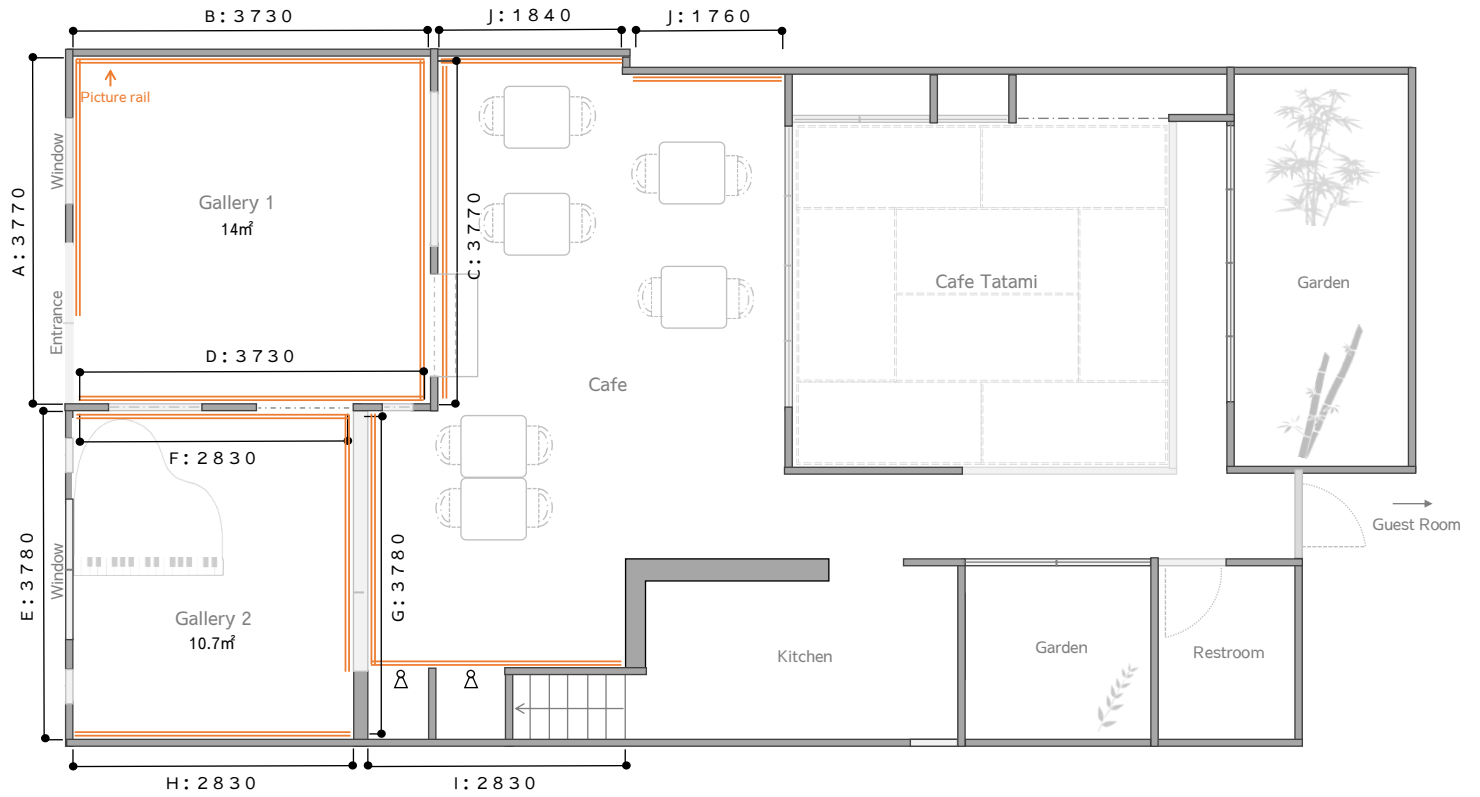 B:3730
J:1840
J:1760
Picture rail
Window
Gallery 1
14㎡
A:3770
C:3770
Cafe Tatami
Garden
Entrance
D:3730
Cafe
F:2830
Guest Room
E:3780
Window
G:3780
Gallery 2
10.7㎡
Kitchen
Garden
Restroom
H:2830
I:2830